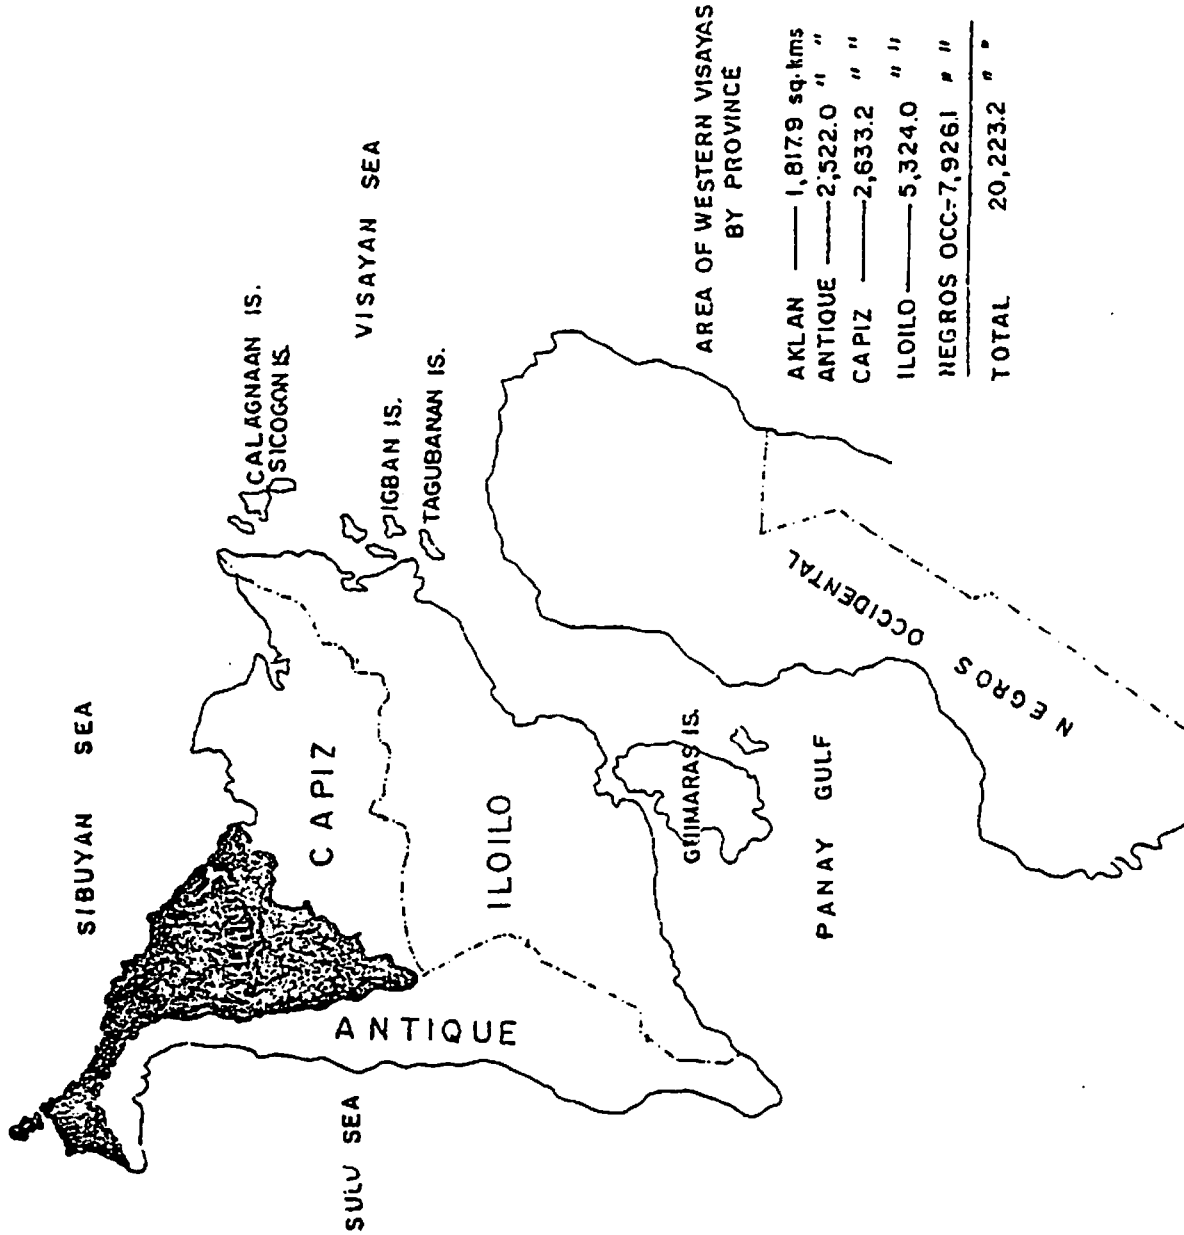 SIBUYAN SEA
CALAGNAAN IS.
SICOGON IS.
VISAYAN SEA
IGBAN IS.
TAGUBANAN IS.
CAPIZ
ILOILO
ANTIQUE
SULU SEA
GUIMARAS IS.
PANAY GULF
NEGROS OCCIDENTAL
AREA OF WESTERN VISAYAS
BY PROVINCE
AKLAN —— 1,817.9 sq. kms
ANTIQUE —— 2,522.0 " "
CAPIZ —— 2,633.2 " "
ILOILO —— 5,324.0 " "
NEGROS OCC.- 7,926.1 " "
TOTAL 20,223.2 " "